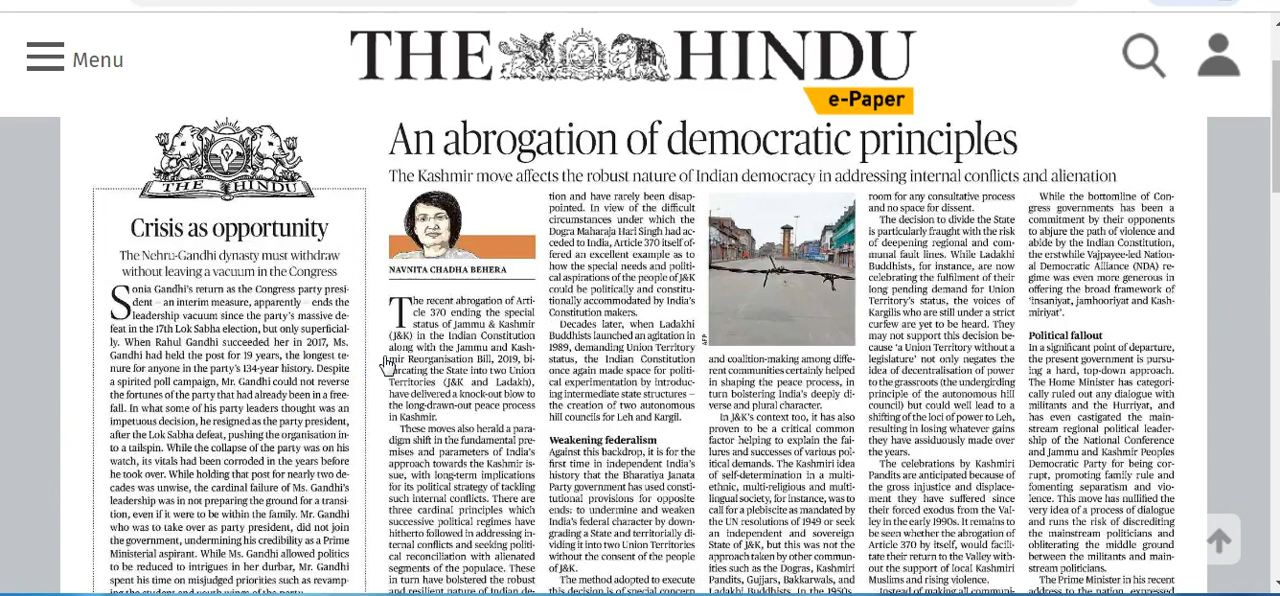 Menu
THE HINDU
e-Paper
THE HINDU
Crisis as opportunity
The Nehru-Gandhi dynasty must withdraw
without leaving a vacuum in the Congress
Sonia Gandhi's return as the Congress party presi-
dent – an interim measure, apparently – ends the
leadership vacuum since the party's massive de-
feat in the 17th Lok Sabha election, but only superficial-
ly. When Rahul Gandhi succeeded her in 2017, Ms.
Gandhi had held the post for 19 years, the longest te-
nure for anyone in the party's 134-year history. Despite
a spirited poll campaign, Mr. Gandhi could not reverse
the fortunes of the party that had already been in a free-
fall. In what some of his party leaders thought was an
impetuous decision, he resigned as the party president,
after the Lok Sabha defeat, pushing the organisation in-
to a tailspin. While the collapse of the party was on his
watch, its vitals had been corroded in the years before
he took over. While holding that post for nearly two de-
cades was unwise, the cardinal failure of Ms. Gandhi's
leadership was in not preparing the ground for a transi-
tion, even if it were to be within the family. Mr. Gandhi
who was to take over as party president, did not join
the government, undermining his credibility as a Prime
Ministerial aspirant. While Ms. Gandhi allowed politics
to be reduced to intrigues in her durbar, Mr. Gandhi
spent his time on misjudged priorities such as revamp-
ing the student and youth wings of the party.
An abrogation of democratic principles
The Kashmir move affects the robust nature of Indian democracy in addressing internal conflicts and alienation
NAVNITA CHADHA BEHERA
The recent abrogation of Arti-
cle 370 ending the special
status of Jammu & Kashmir
(J&K) in the Indian Constitution
along with the Jammu and Kash-
mir Reorganisation Bill, 2019, bi-
furcating the State into two Union
Territories (J&K and Ladakh),
have delivered a knock-out blow to
the long-drawn-out peace process
in Kashmir.
These moves also herald a para-
digm shift in the fundamental pre-
mises and parameters of India's
approach towards the Kashmir is-
sue, with long-term implications
for its political strategy of tackling
such internal conflicts. There are
three cardinal principles which
successive political regimes have
hitherto followed in addressing in-
ternal conflicts and seeking poli-
cal reconciliation with alienated
segments of the populace. These
in turn have bolstered the robust
and resilient nature of Indian de-
tion and have rarely been disap-
pointed. In view of the difficult
circumstances under which the
Dogra Maharaja Hari Singh had ac-
ceded to India, Article 370 itself of-
fered an excellent example as to
how the special needs and politi-
cal aspirations of the people of J&K
could be politically and constitu-
tionally accommodated by India's
Constitution makers.
Decades later, when Ladakhi
Buddhists launched an agitation in
1989, demanding Union Territory
status, the Indian Constitution
once again made space for politi-
cal experimentation by introduc-
ing intermediate state structures –
the creation of two autonomous
hill councils for Leh and Kargil.
Weakening federalism
Against this backdrop, it is for the
first time in independent India's
history that the Bharatiya Janata
Party government has used consti-
tutional provisions for opposite
ends: to undermine and weaken
India's federal character by down-
grading a State and territorially di-
viding it into two Union Territories
without the consent of the people
of J&K.
The method adopted to execute
this decision is of special concern
AFP
and coalition-making among diffe-
rent communities certainly helped
in shaping the peace process, in
turn bolstering India's deeply di-
verse and plural character.
In J&K's context too, it has also
proven to be a critical common
factor helping to explain the fai-
lures and successes of various pol-
itical demands. The Kashmiri idea
of self-determination in a multi-
ethnic, multi-religious and multi-
lingual society, for instance, was to
call for a plebiscite as mandated by
the UN resolutions of 1949 or seek
an independent and sovereign
State of J&K, but this was not the
approach taken by other commun-
ities such as the Dogras, Kashmiri
Pandits, Gujjars, Bakkarwals, and
Ladakhi Buddhists. In the 1950s,
room for any consultative process
and no space for dissent.
The decision to divide the State
is particularly fraught with the risk
of deepening regional and com-
munal fault lines. While Ladakhi
Buddhists, for instance, are now
celebrating the fulfilment of their
long pending demand for Union
Territory's status, the voices of
Kargilis who are still under a strict
curfew are yet to be heard. They
may not support this decision be-
cause 'a Union Territory without a
legislature' not only negates the
idea of decentralisation of power
to the grassroots (the undergirding
principle of the autonomous hill
council) but could well lead to a
shifting of the loci of power to Leh,
resulting in losing whatever gains
they have assiduously made over
the years.
The celebrations by Kashmiri
Pandits are anticipated because of
the gross injustice and displace-
ment they have suffered since
their forced exodus from the Val-
ley in the early 1990s. It remains to
be seen whether the abrogation of
Article 370 by itself, would facili-
tate their return to the Valley with-
out the support of local Kashmiri
Muslims and rising violence.
Instead of making all communi-
While the bottomline of Con-
gress governments has been a
commitment by their opponents
to abjure the path of violence and
abide by the Indian Constitution,
the erstwhile Vajpayee-led Natio-
nal Democratic Alliance (NDA) re-
gime was even more generous in
offering the broad framework of
'insaniyat, jamhooriyat and Kash-
miriyat'.
Political fallout
In a significant point of departure,
the present government is pursu-
ing a hard, top-down approach.
The Home Minister has categori-
cally ruled out any dialogue with
militants and the Hurriyat, and
has even castigated the main-
stream regional political leader-
ship of the National Conference
and Jammu and Kashmir Peoples
Democratic Party for being cor-
rupt, promoting family rule and
fomenting separatism and vio-
lence. This move has nullified the
very idea of a process of dialogue
and runs the risk of discrediting
the mainstream politicians and
obliterating the middle ground
between the militants and main-
stream politicians.
The Prime Minister in his recent
address to the nation, expressed